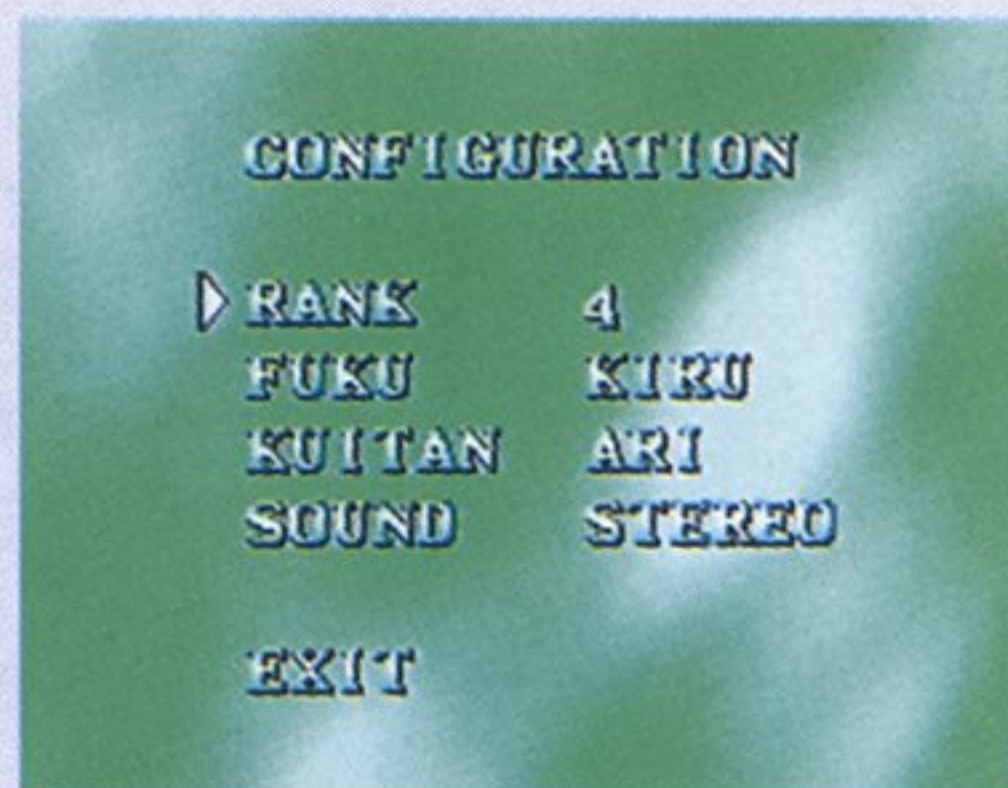 CONFIGURATION
RANK 4
FUKU KIRU
KUITAN ARI
SOUND STEREO
EXIT